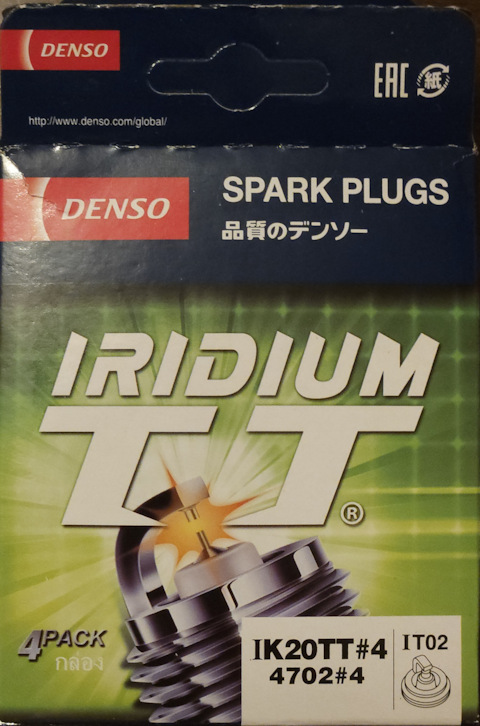 DENSO
EAC 紙
http://www.denso.com/global/
DENSO
SPARK PLUGS
品質のデンソー
IRIDIUM
TT®
4PACK
กล่อง
IK20TT#4
4702#4
IT02